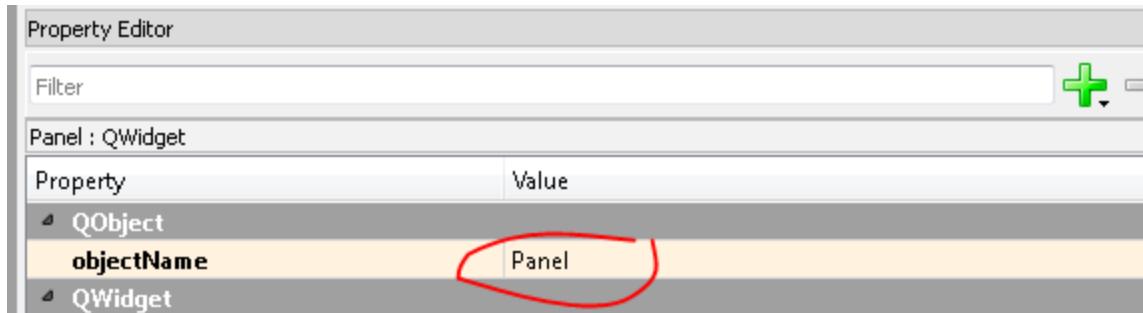 Property Editor
Filter
Panel : QWidget
Property Value
QObject
objectName Panel
QWidget